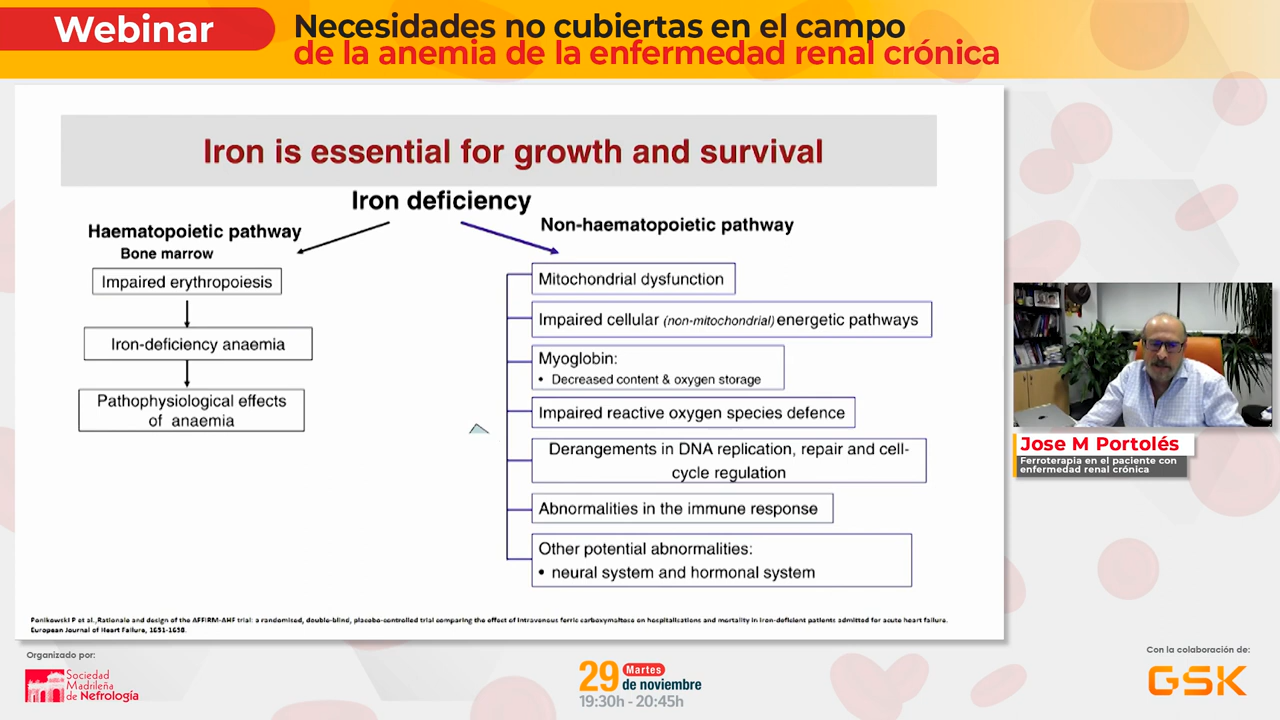 Webinar
Necesidades no cubiertas en el campo
de la anemia de la enfermedad renal crónica
Iron is essential for growth and survival
Iron deficiency
Haematopoietic pathway
Bone marrow
Impaired erythropoiesis
Iron-deficiency anaemia
Pathophysiological effects
of anaemia
Non-haematopoietic pathway
Mitochondrial dysfunction
Impaired cellular (non-mitochondrial) energetic pathways
Myoglobin:
• Decreased content & oxygen storage
Impaired reactive oxygen species defence
Derangements in DNA replication, repair and cell-
cycle regulation
Abnormalities in the immune response
Other potential abnormalities:
• neural system and hormonal system
Ponikowski P et al., Rationale and design of the AFFIRM-AHF trial: a randomised, double-blind, placebo-controlled trial comparing the effect of intravenous ferric carboxymaltose on hospitalisations and mortality in iron-deficient patients admitted for acute heart failure.
European Journal of Heart Failure, 1651-1658.
Jose M Portolés
Ferroterapia en el paciente con
enfermedad renal crónica
Organizado por:
Sociedad
Madrileña
de Nefrología
29 Martes
de noviembre
19:30h - 20:45h
Con la colaboración de:
GSK